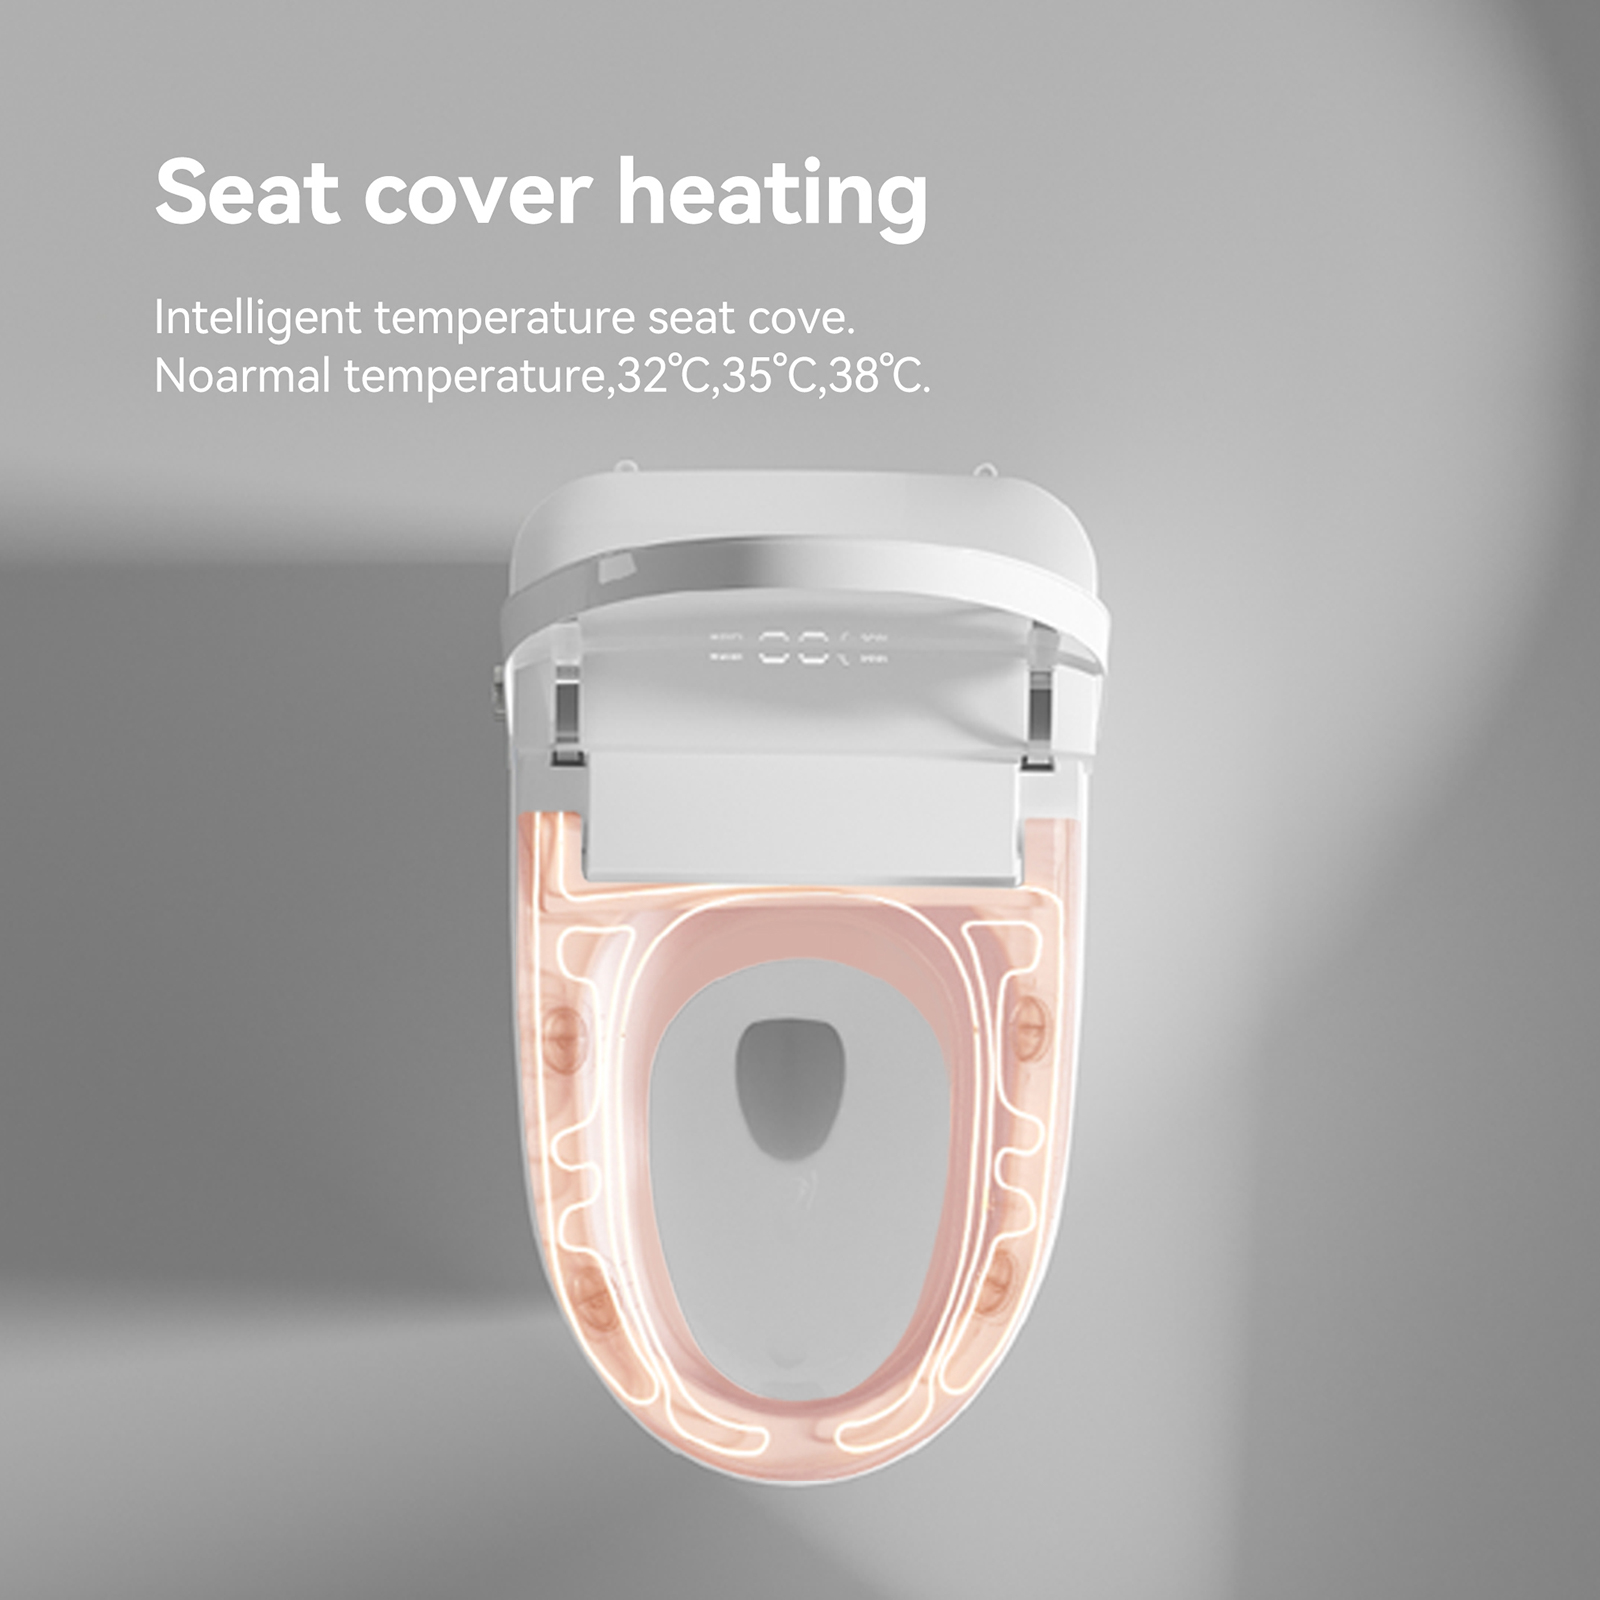 Seat cover heating
Intelligent temperature seat cove.
Noarmal temperature,32℃,35℃,38℃.